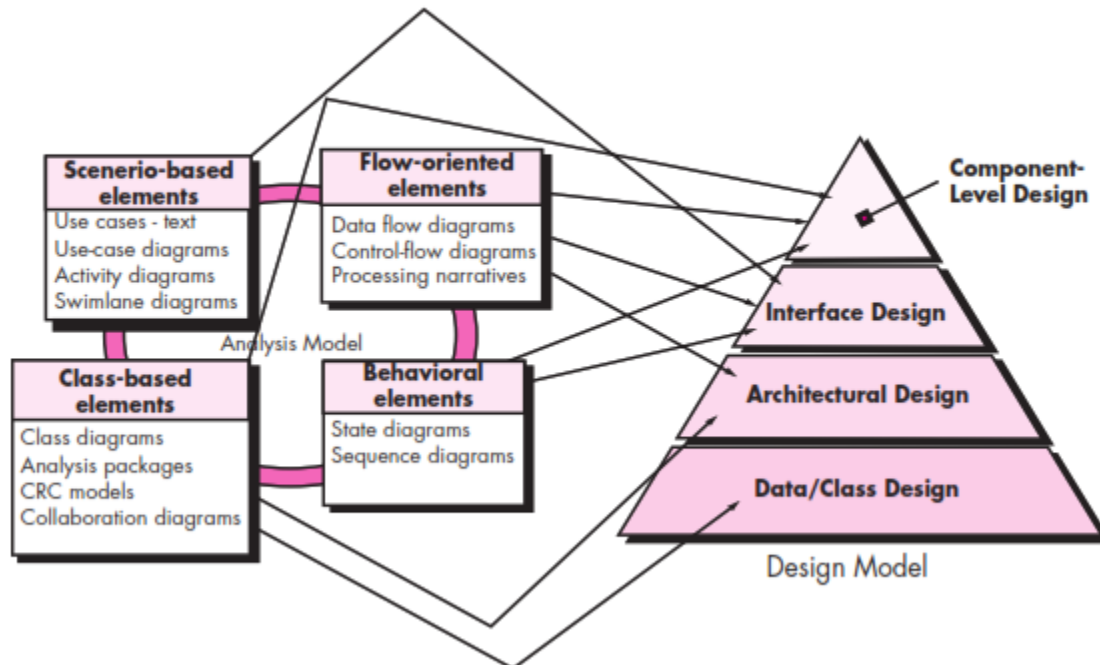 Scenerio-based
elements
Use cases - text
Use-case diagrams
Activity diagrams
Swimlane diagrams
Flow-oriented
elements
Data flow diagrams
Control-flow diagrams
Processing narratives
Analysis Model
Class-based
elements
Class diagrams
Analysis packages
CRC models
Collaboration diagrams
Behavioral
elements
State diagrams
Sequence diagrams
Component-
Level Design
Interface Design
Architectural Design
Data/Class Design
Design Model